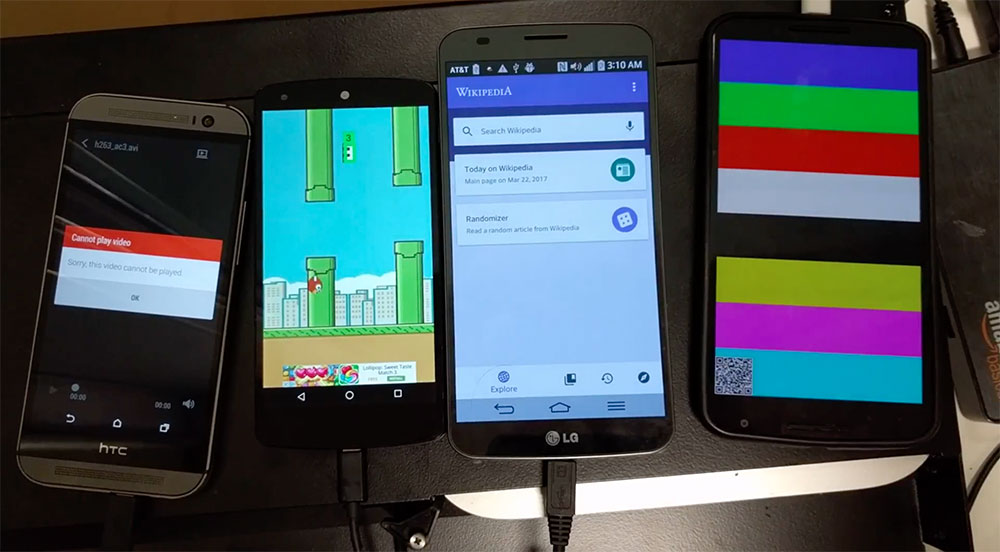 h263_ac3.avi
Cannot play video
Sorry, this video cannot be played
OK
00:00
00:00
hTC
3
Lollipop: Sweet Taste
Match-3
AT&T
3:10 AM
WIKIPEDIA
Search Wikipedia
Today on Wikipedia
Main page on Mar 22, 2017
Randomizer
Read a random article from Wikipedia
Explore
LG